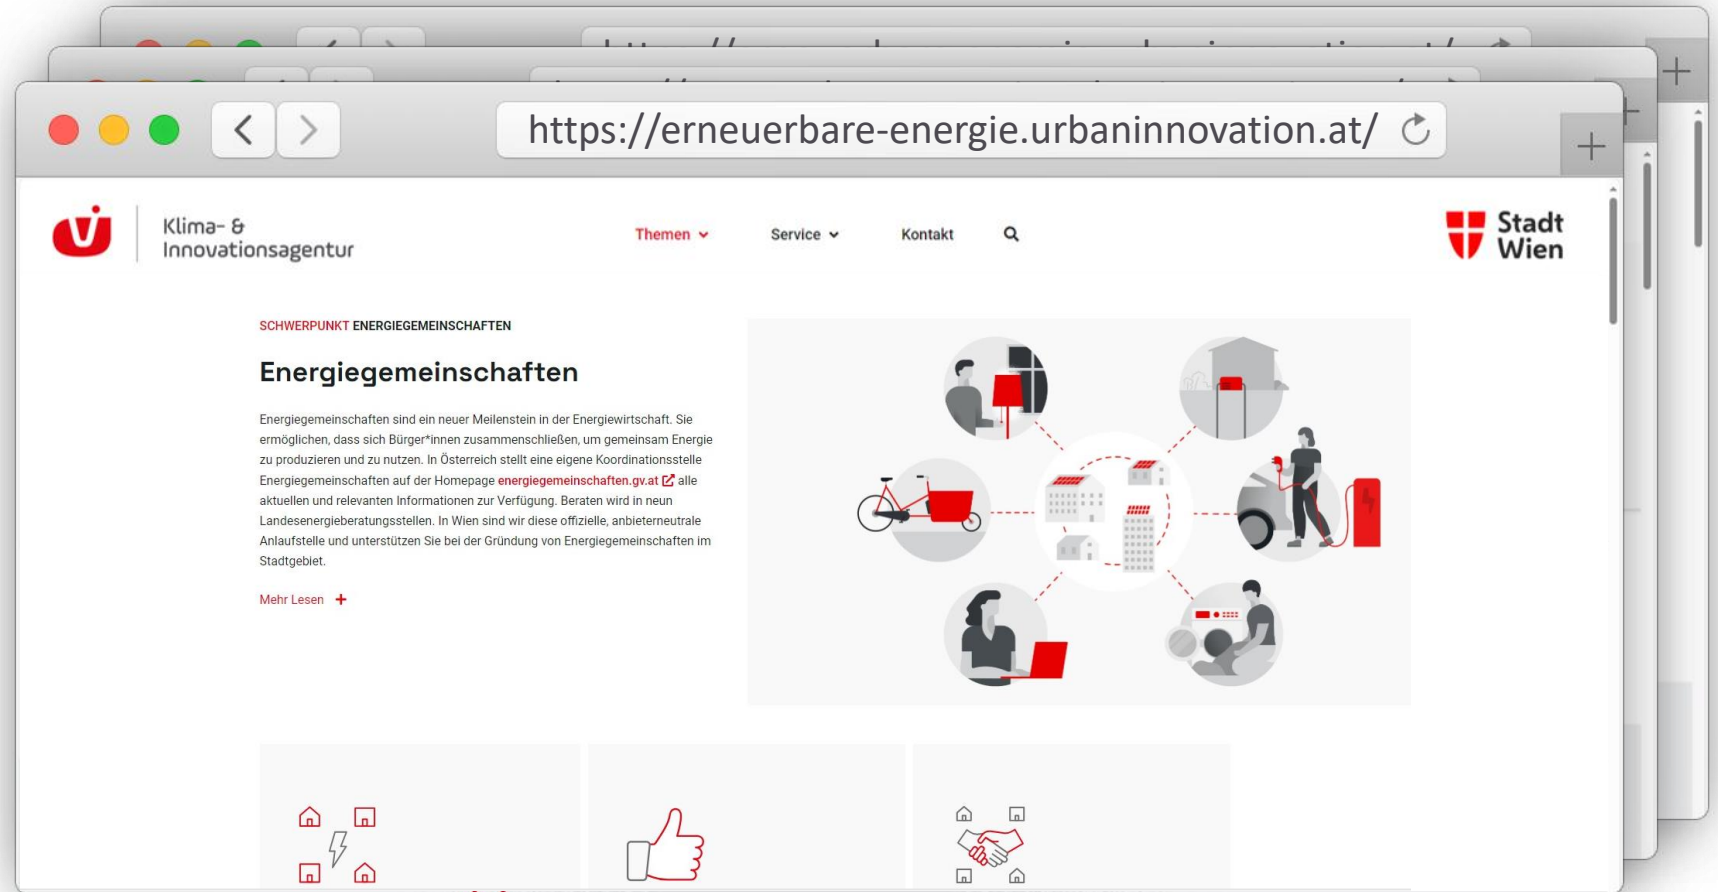 https://erneuerbare-energie.urbaninnovation.at/
Klima- &
Innovationsagentur
Themen
Service
Kontakt
Stadt
Wien
SCHWERPUNKT ENERGIEGEMEINSCHAFTEN
Energiegemeinschaften
Energiegemeinschaften sind ein neuer Meilenstein in der Energiewirtschaft. Sie
ermöglichen, dass sich Bürger*innen zusammenschließen, um gemeinsam Energie
zu produzieren und zu nutzen. In Österreich stellt eine eigene Koordinationsstelle
Energiegemeinschaften auf der Homepage energiegemeinschaften.gv.at alle
aktuellen und relevanten Informationen zur Verfügung. Beraten wird in neun
Landesenergieberatungsstellen. In Wien sind wir diese offizielle, anbieterneutrale
Anlaufstelle und unterstützen Sie bei der Gründung von Energiegemeinschaften im
Stadtgebiet.
Mehr Lesen +